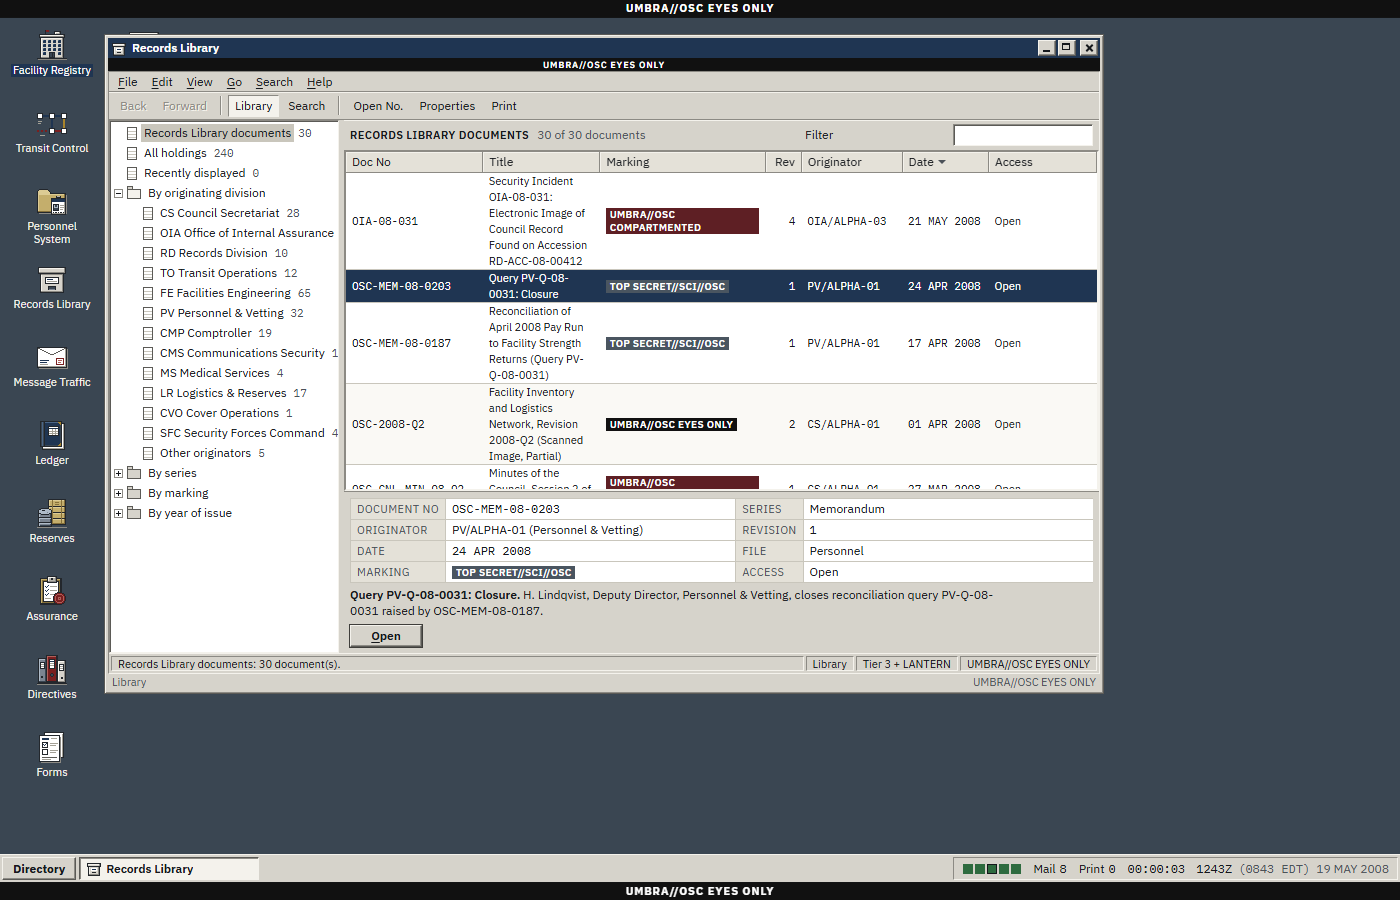 UMBRA//OSC EYES ONLY
Facility Registry
Transit Control
Personnel
System
Records Library
Message Traffic
Ledger
Reserves
Assurance
Directives
Forms
Records Library
UMBRA//OSC EYES ONLY
File Edit View Go Search Help
Back Forward Library Search Open No. Properties Print
Records Library documents 30
All holdings 240
Recently displayed 0
By originating division
CS Council Secretariat 28
OIA Office of Internal Assurance
RD Records Division 10
TO Transit Operations 12
FE Facilities Engineering 65
PV Personnel & Vetting 32
CMP Comptroller 19
CMS Communications Security 1
MS Medical Services 4
LR Logistics & Reserves 17
CVO Cover Operations 1
SFC Security Forces Command 4
Other originators 5
By series
By marking
By year of issue
RECORDS LIBRARY DOCUMENTS 30 of 30 documents Filter
Doc No Title Marking Rev Originator Date Access
Security Incident
OIA-08-031:
Electronic Image of
Council Record
Found on Accession
RD-ACC-08-00412
OIA-08-031 UMBRA//OSC
COMPARTMENTED 4 OIA/ALPHA-03 21 MAY 2008 Open
Query PV-Q-08-
0031: Closure
OSC-MEM-08-0203 TOP SECRET//SCI//OSC 1 PV/ALPHA-01 24 APR 2008 Open
Reconciliation of
April 2008 Pay Run
to Facility Strength
Returns (Query PV-
Q-08-0031)
OSC-MEM-08-0187 TOP SECRET//SCI//OSC 1 PV/ALPHA-01 17 APR 2008 Open
Facility Inventory
and Logistics
Network, Revision
2008-Q2 (Scanned
Image, Partial)
OSC-2008-Q2 UMBRA//OSC EYES ONLY 2 CS/ALPHA-01 01 APR 2008 Open
Minutes of the
Council, Session 2 of
OSC-CNL-MIN-08-02 UMBRA//OSC 1 CS/ALPHA-01 27 MAR 2008 Open
DOCUMENT NO OSC-MEM-08-0203 SERIES Memorandum
ORIGINATOR PV/ALPHA-01 (Personnel & Vetting) REVISION 1
DATE 24 APR 2008 FILE Personnel
MARKING TOP SECRET//SCI//OSC ACCESS Open
Query PV-Q-08-0031: Closure. H. Lindqvist, Deputy Director, Personnel & Vetting, closes reconciliation query PV-Q-08-
0031 raised by OSC-MEM-08-0187.
Open
Records Library documents: 30 document(s). Library Tier 3 + LANTERN UMBRA//OSC EYES ONLY
Library UMBRA//OSC EYES ONLY
Directory Records Library Mail 8 Print 0 00:00:03 1243Z (0843 EDT) 19 MAY 2008
UMBRA//OSC EYES ONLY